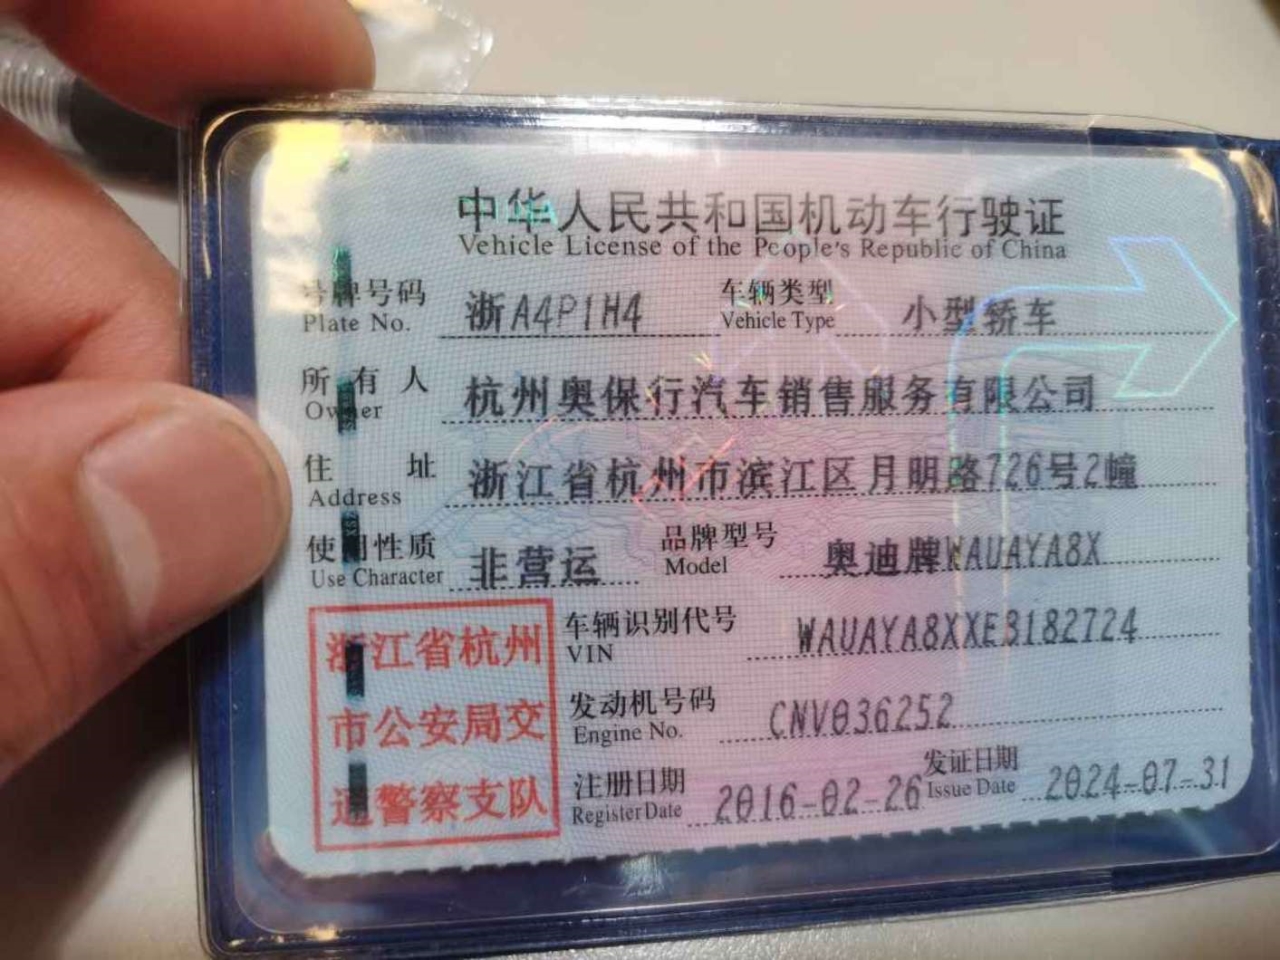 中华人民共和国机动车行驶证
Vehicle License of the People's Republic of China
号牌号码 浙A4P1H4 车辆类型 小型轿车
Plate No. Vehicle Type
所有人 杭州奥保行汽车销售服务有限公司
Owner
住址 浙江省杭州市滨江区月明路726号2幢
Address
使用性质 非营运 品牌型号 奥迪牌WAUAYA8X
Use Character Model
浙江省杭州
市公安局交
通警察支队
车辆识别代号 WAUAYA8XXE3182724
VIN
发动机号码 CNV036252
Engine No.
注册日期 2016-02-26 发证日期 2024-07-31
Register Date Issue Date